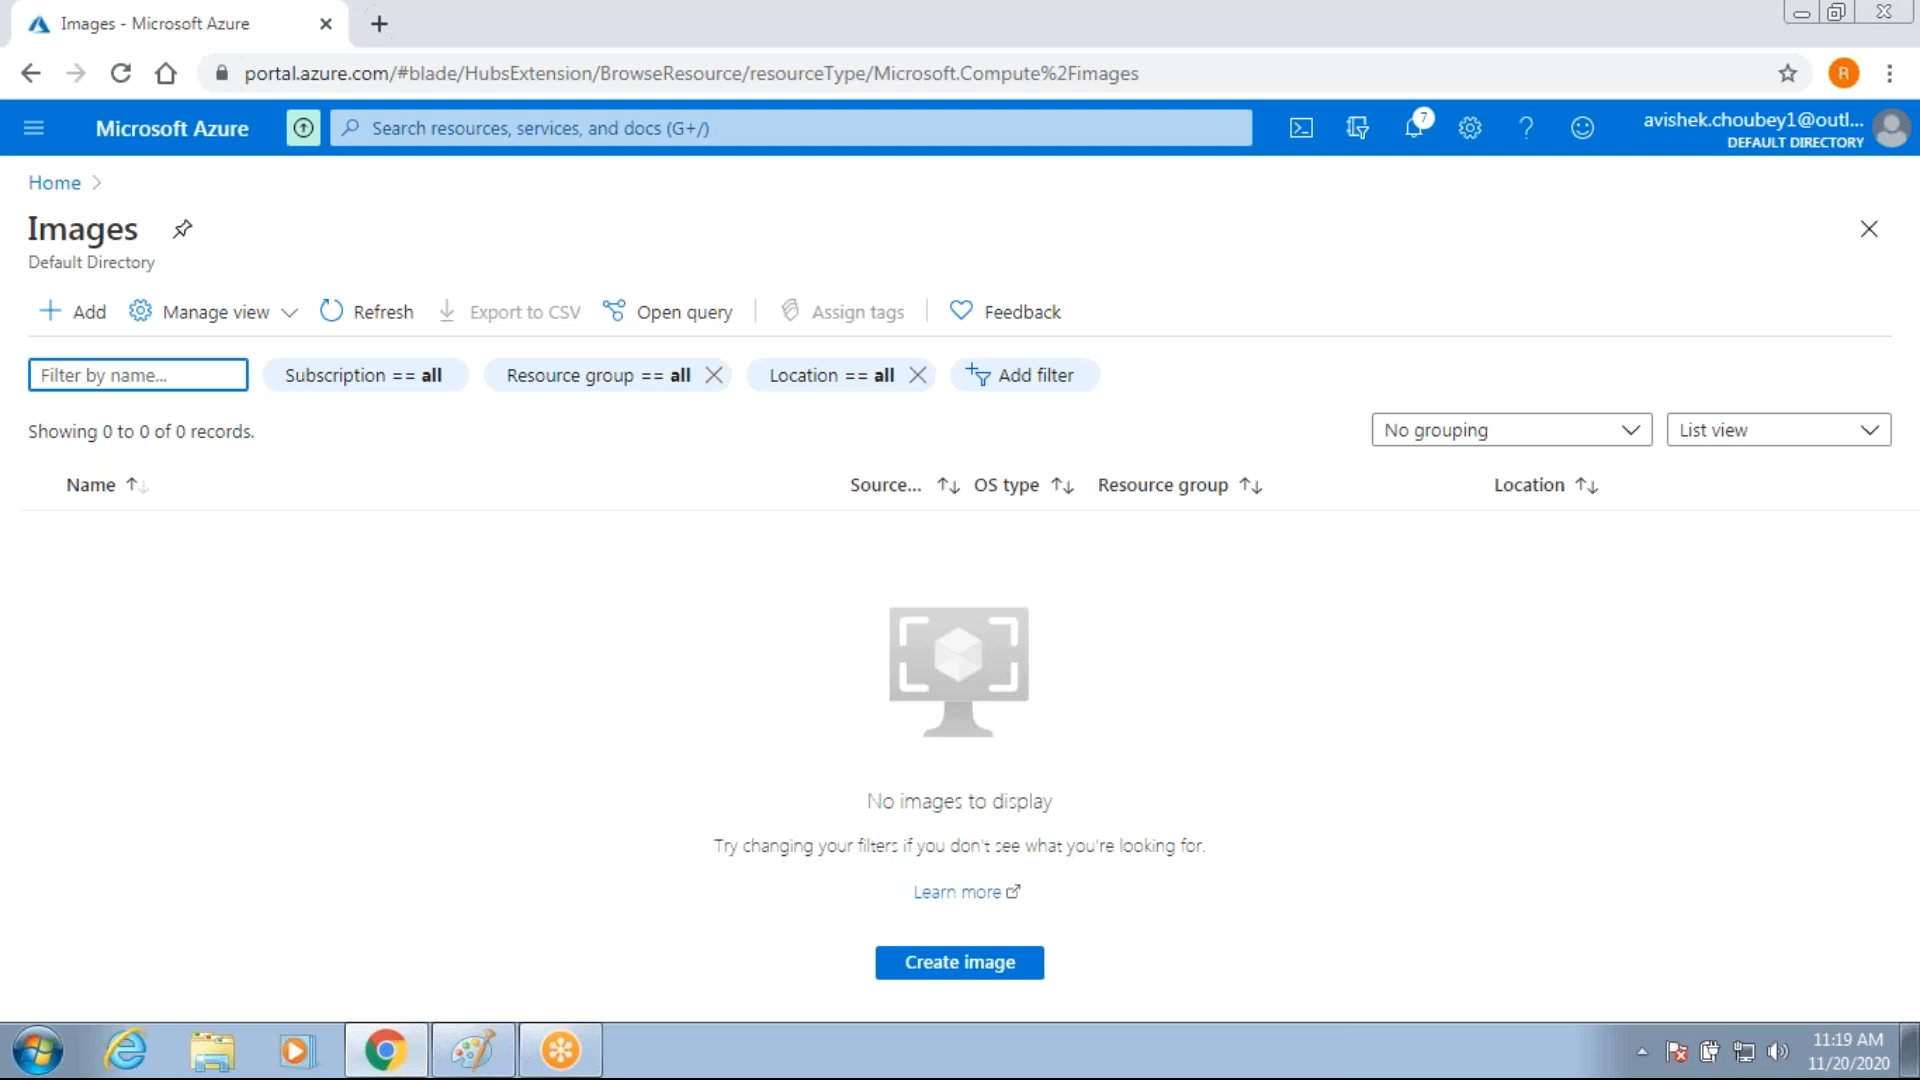 Images - Microsoft Azure
portal.azure.com/#blade/HubsExtension/BrowseResource/resourceType/Microsoft.Compute%2Fimages
R
Microsoft Azure
Search resources, services, and docs (G+/)
7
avishek.choubey1@outl...
DEFAULT DIRECTORY
Home
Images
Default Directory
Add Manage view Refresh Export to CSV Open query Assign tags Feedback
Filter by name... Subscription == all Resource group == all Location == all Add filter
Showing 0 to 0 of 0 records. No grouping List view
Name Source... OS type Resource group Location
No images to display
Try changing your filters if you don't see what you're looking for.
Learn more
Create image
11:19 AM
11/20/2020